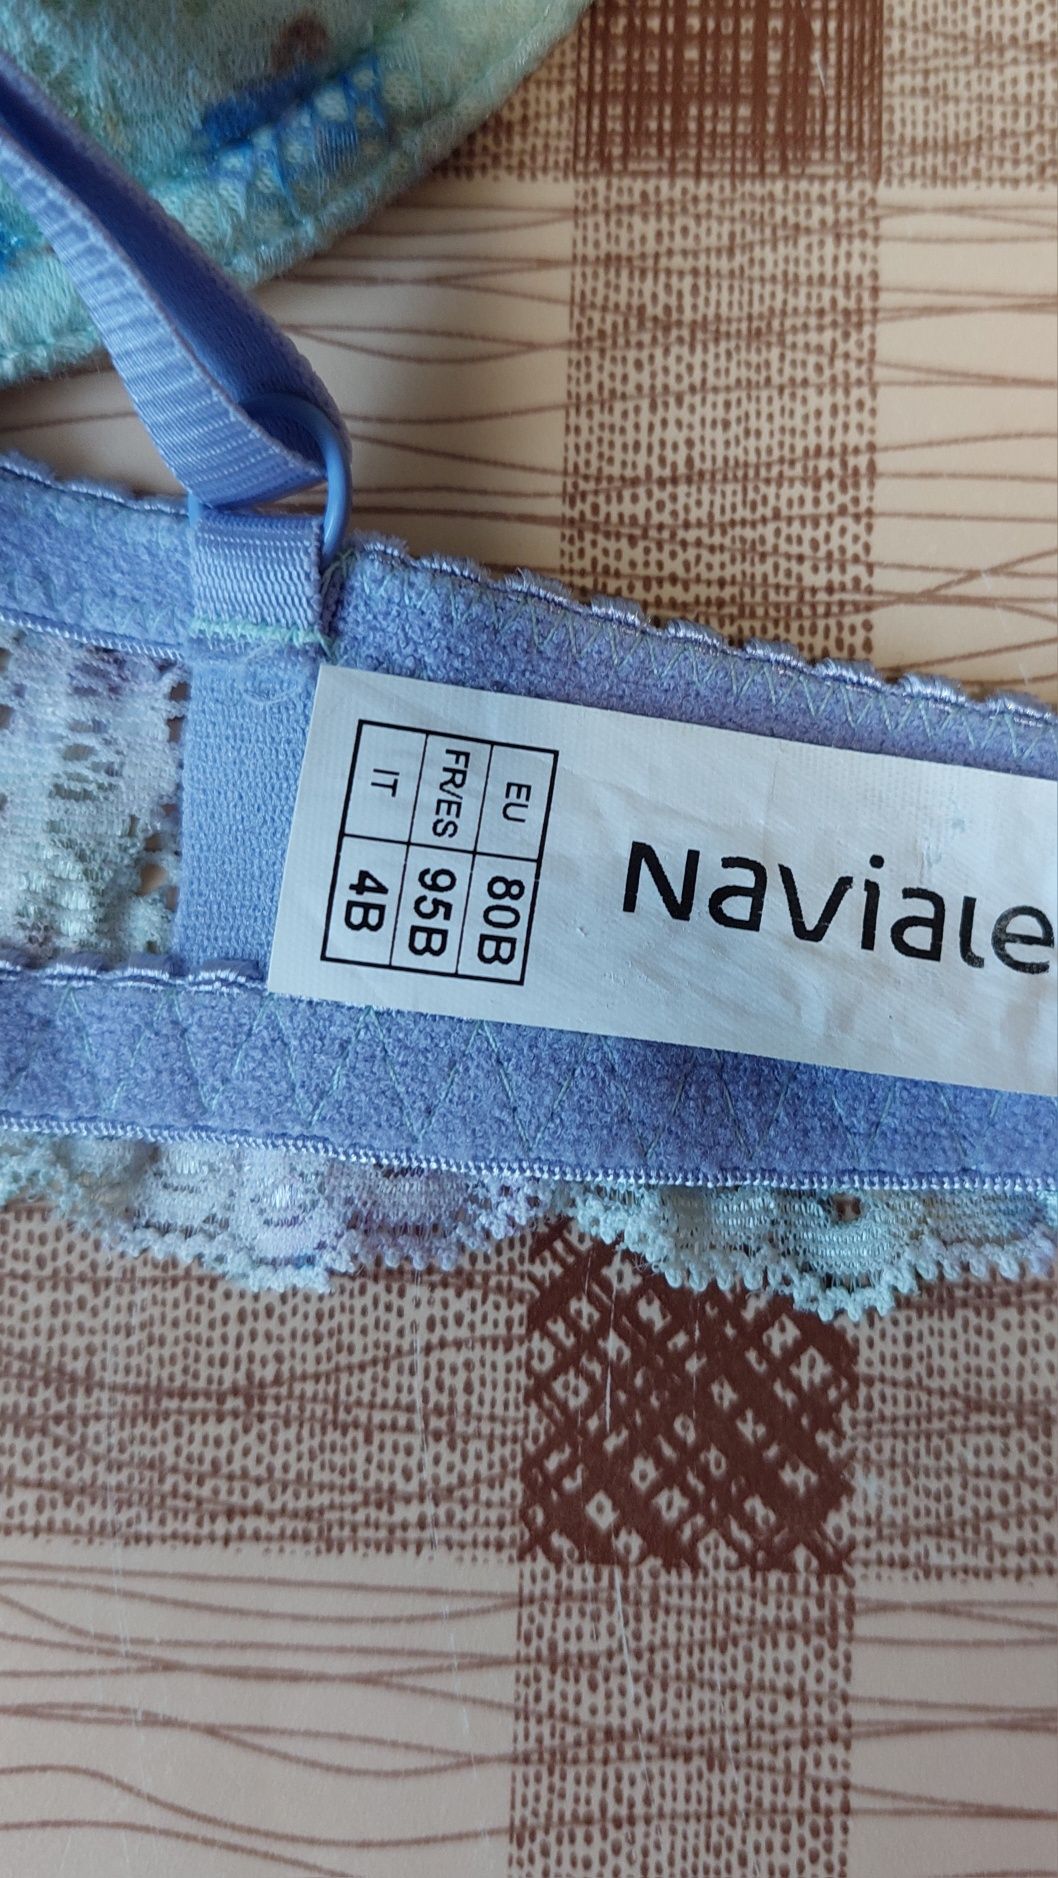 Naviale
EU 80B
FR/ES 95B
IT 4B